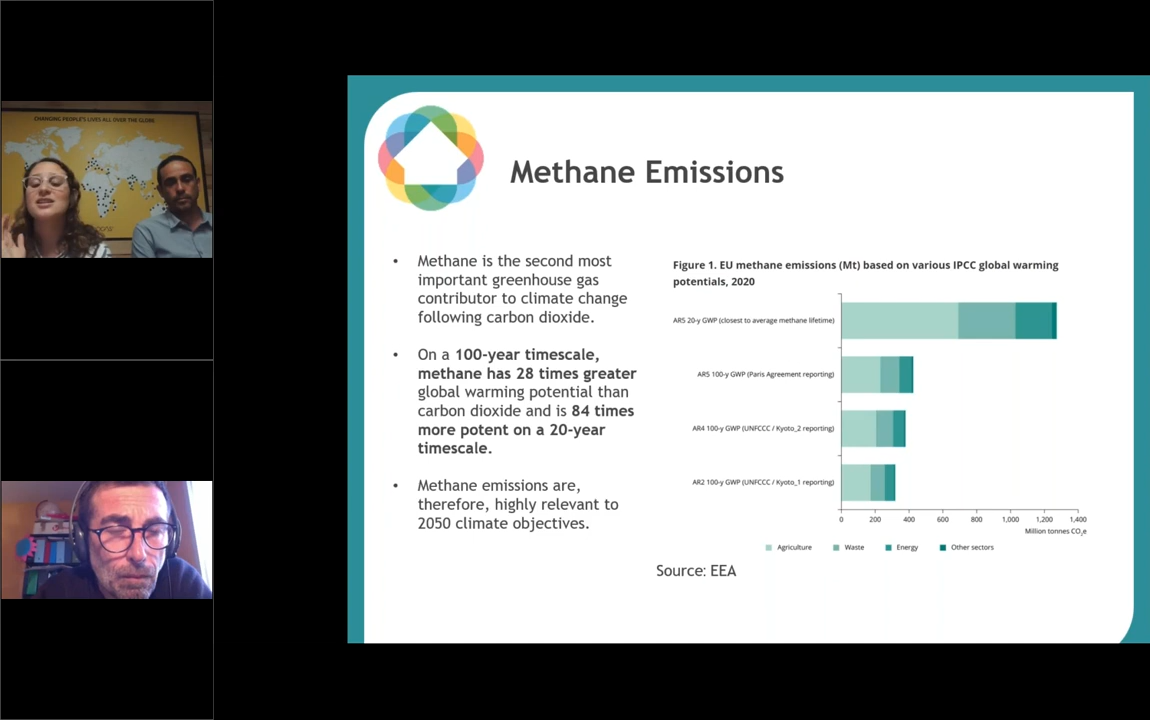 CHANGING PEOPLE'S LIVES ALL OVER THE GLOBE
Methane Emissions
• Methane is the second most
important greenhouse gas
contributor to climate change
following carbon dioxide.
• On a 100-year timescale,
methane has 28 times greater
global warming potential than
carbon dioxide and is 84 times
more potent on a 20-year
timescale.
• Methane emissions are,
therefore, highly relevant to
2050 climate objectives.
Figure 1. EU methane emissions (Mt) based on various IPCC global warming
potentials, 2020
AR5 20-y GWP (closest to average methane lifetime)
AR5 100-y GWP (Paris Agreement reporting)
AR4 100-y GWP (UNFCCC / Kyoto_2 reporting)
AR2 100-y GWP (UNFCCC / Kyoto_1 reporting)
0 200 400 600 800 1,000 1,200 1,400
Million tonnes CO₂e
Agriculture Waste Energy Other sectors
Source: EEA